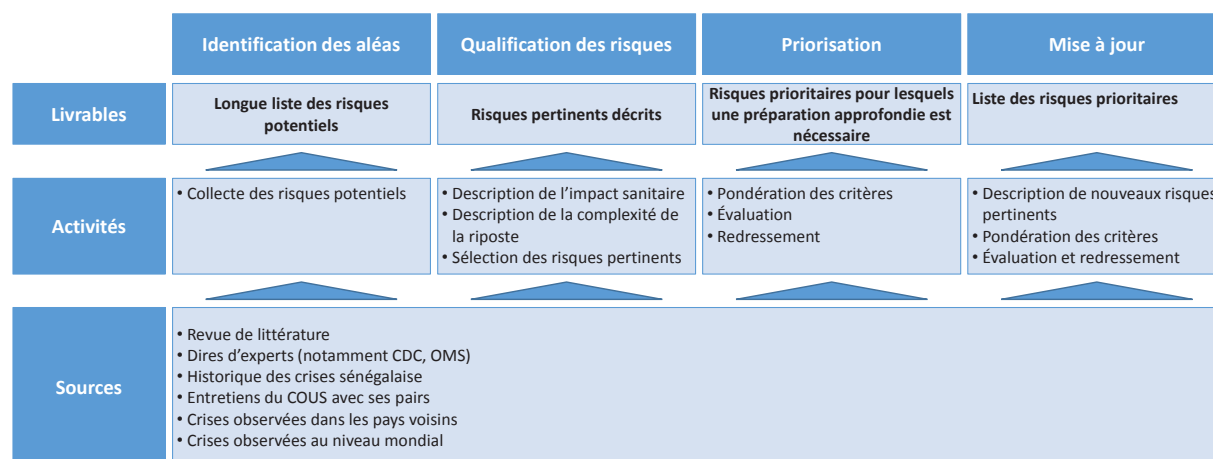 Identification des aléas
Qualification des risques
Priorisation
Mise à jour
Livrables
Longue liste des risques
potentiels
Risques pertinents décrits
Risques prioritaires pour lesquels
une préparation approfondie est
nécessaire
Liste des risques prioritaires
Activités
• Collecte des risques potentiels
• Description de l'impact sanitaire
• Description de la complexité de
la riposte
• Sélection des risques pertinents
• Pondération des critères
• Évaluation
• Redressement
• Description de nouveaux risques
pertinents
• Pondération des critères
• Évaluation et redressement
Sources
• Revue de littérature
• Dires d'experts (notamment CDC, OMS)
• Historique des crises sénégalaise
• Entretiens du COUS avec ses pairs
• Crises observées dans les pays voisins
• Crises observées au niveau mondial